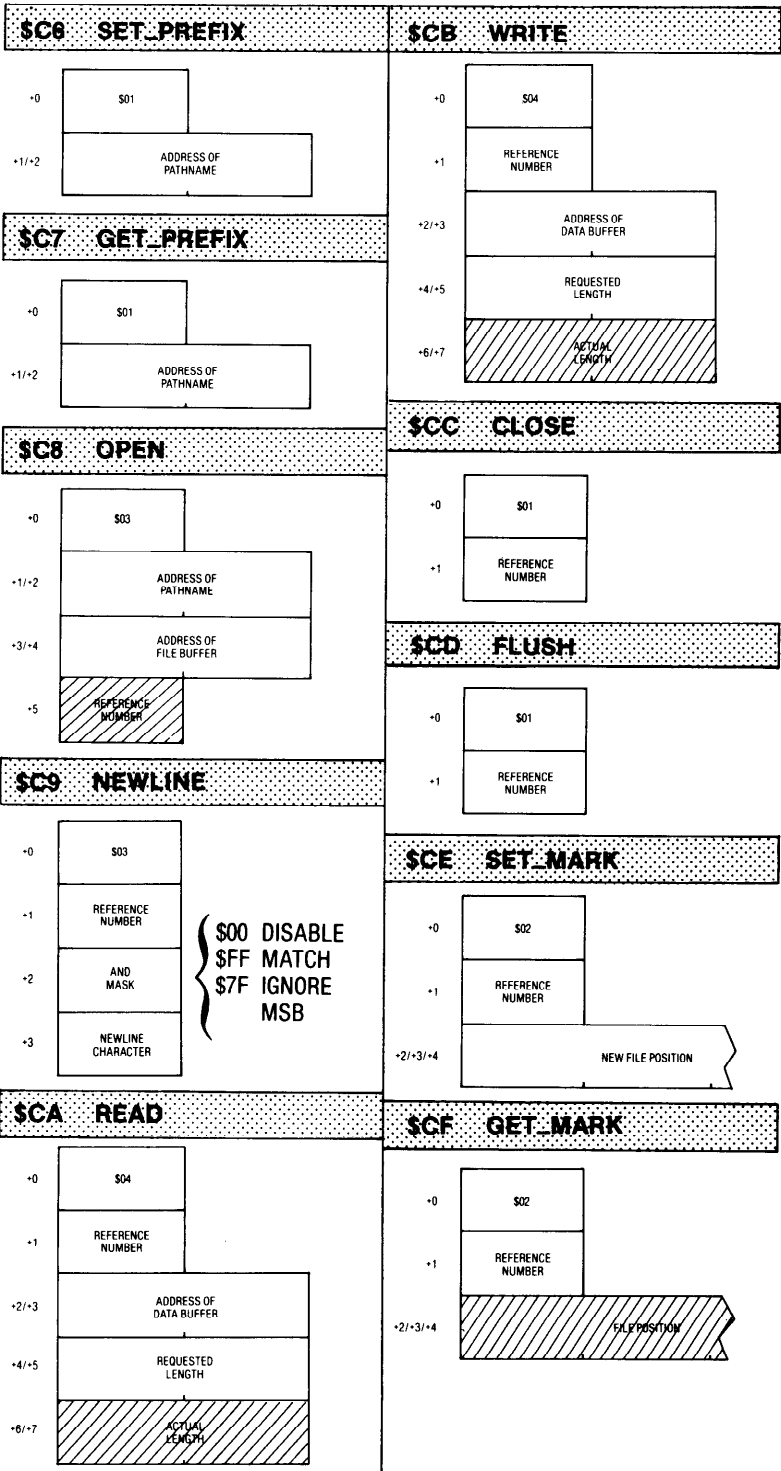 $C6 SET_PREFIX
+0
$01
+1/+2
ADDRESS OF
PATHNAME
$C7 GET_PREFIX
+0
$01
+1/+2
ADDRESS OF
PATHNAME
$C8 OPEN
+0
$03
+1/+2
ADDRESS OF
PATHNAME
+3/+4
ADDRESS OF
FILE BUFFER
+5
REFERENCE
NUMBER
$C9 NEWLINE
+0
$03
+1
REFERENCE
NUMBER
+2
AND
MASK
+3
NEWLINE
CHARACTER
$00 DISABLE
$FF MATCH
$7F IGNORE
MSB
$CA READ
+0
$04
+1
REFERENCE
NUMBER
+2/+3
ADDRESS OF
DATA BUFFER
+4/+5
REQUESTED
LENGTH
+6/+7
ACTUAL
LENGTH
$CB WRITE
+0
$04
+1
REFERENCE
NUMBER
+2/+3
ADDRESS OF
DATA BUFFER
+4/+5
REQUESTED
LENGTH
+6/+7
ACTUAL
LENGTH
$CC CLOSE
+0
$01
+1
REFERENCE
NUMBER
$CD FLUSH
+0
$01
+1
REFERENCE
NUMBER
$CE SET_MARK
+0
$02
+1
REFERENCE
NUMBER
+2/+3/+4
NEW FILE POSITION
$CF GET_MARK
+0
$02
+1
REFERENCE
NUMBER
+2/+3/+4
FILE POSITION